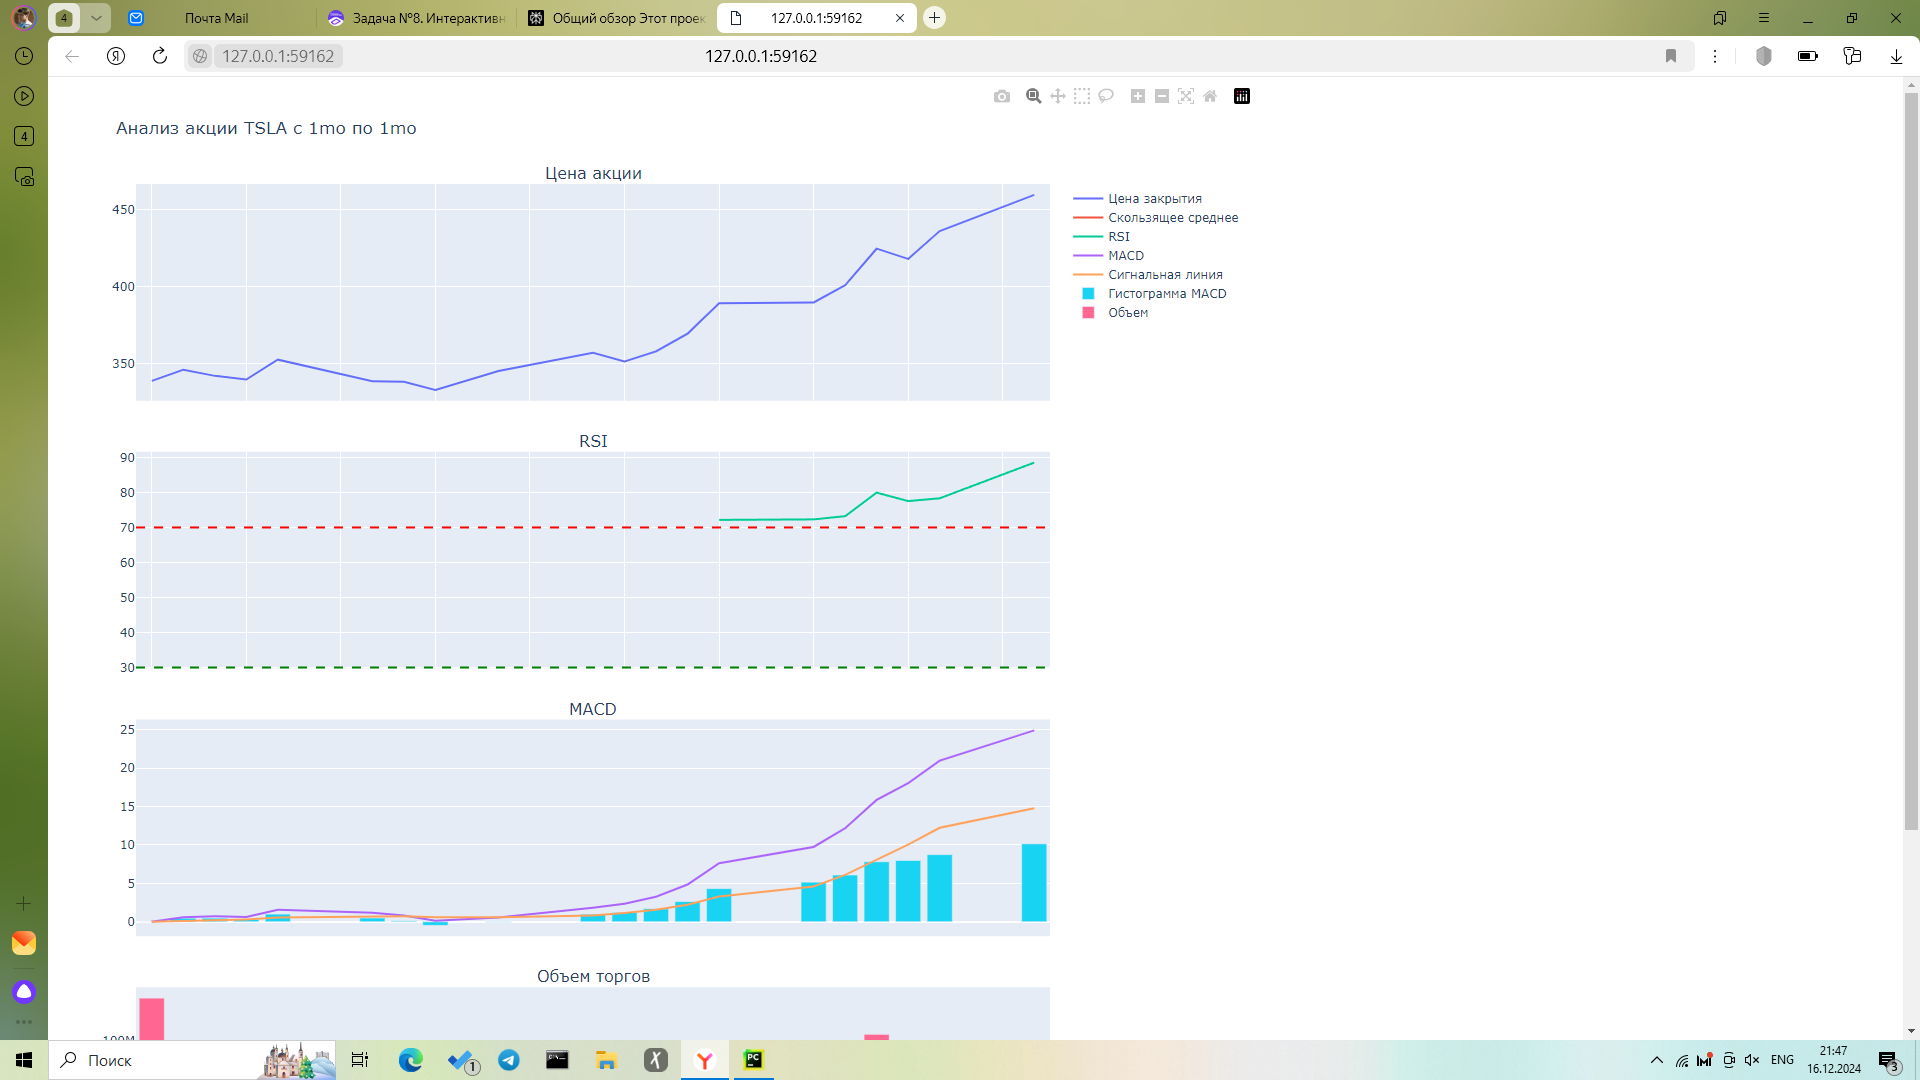 4
Почта Mail
Задача №8. Интерактивн
Общий обзор Этот проек
127.0.0.1:59162
127.0.0.1:59162
127.0.0.1:59162
4
Анализ акции TSLA с 1mo по 1mo
Цена акции
450
400
350
Цена закрытия
Скользящее среднее
RSI
MACD
Сигнальная линия
Гистограмма MACD
Объем
RSI
90
80
70
60
50
40
30
MACD
25
20
15
10
5
0
Объем торгов
100M
Поиск
1
PC
ENG
21:47
16.12.2024
3